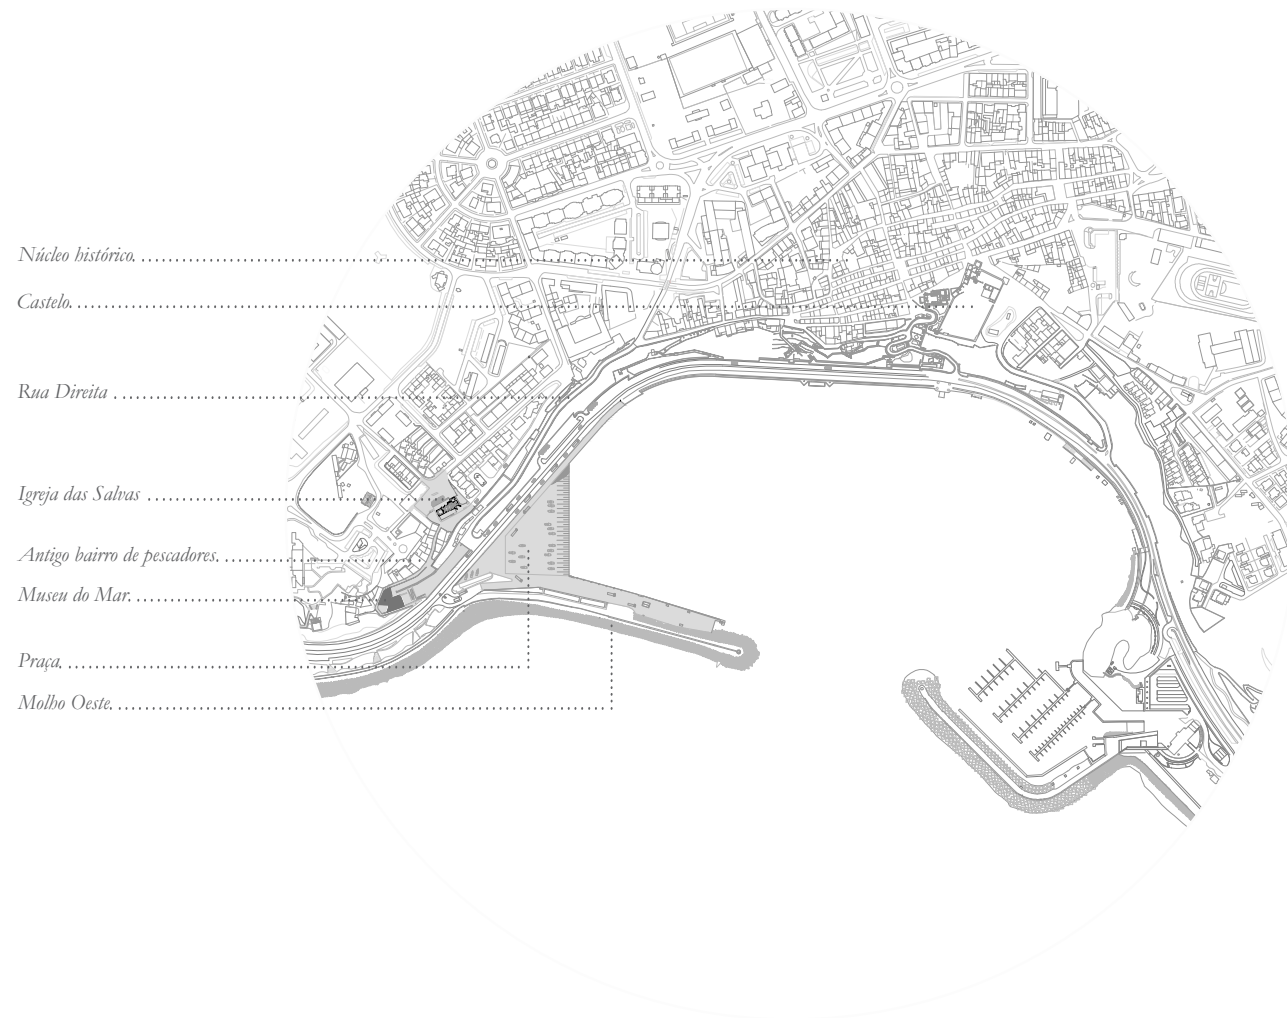 Núcleo histórico
Castelo
Rua Direita
Igreja das Salvas
Antigo bairro de pescadores
Museu do Mar
Praça
Molho Oeste